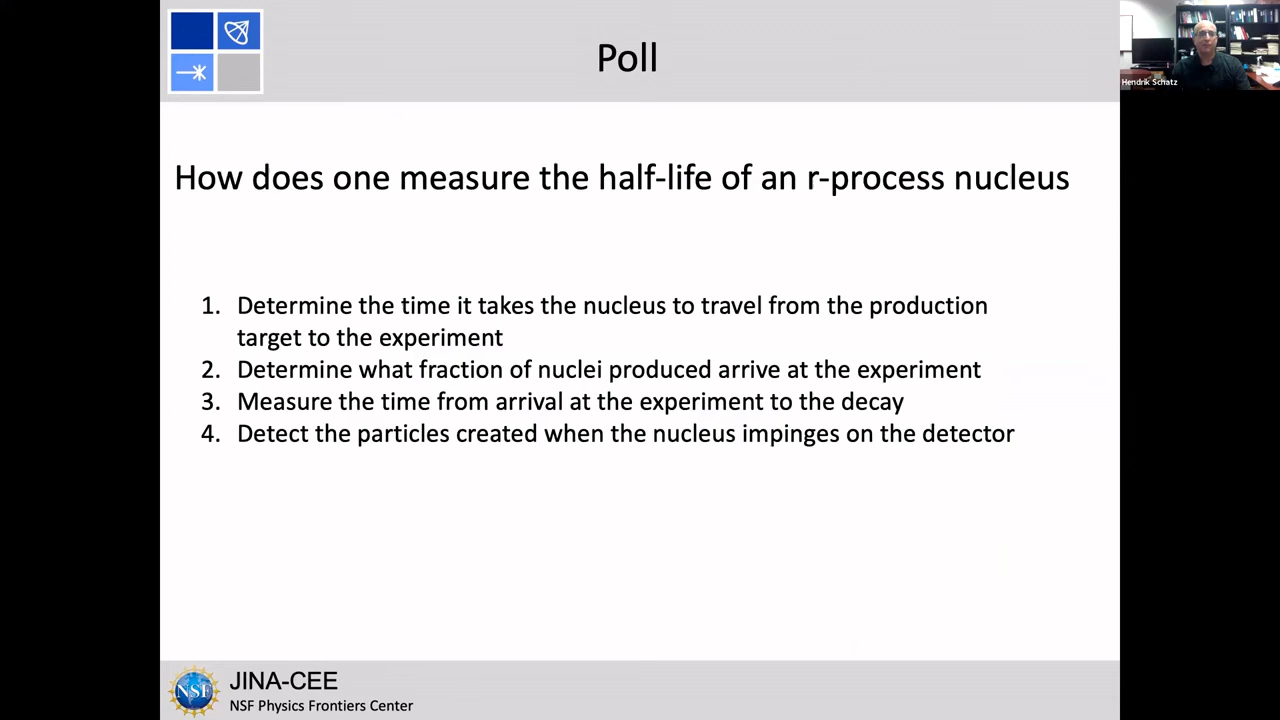 Poll
Hendrik Schatz
How does one measure the half-life of an r-process nucleus
1. Determine the time it takes the nucleus to travel from the production
target to the experiment
2. Determine what fraction of nuclei produced arrive at the experiment
3. Measure the time from arrival at the experiment to the decay
4. Detect the particles created when the nucleus impinges on the detector
NSF
JINA-CEE
NSF Physics Frontiers Center